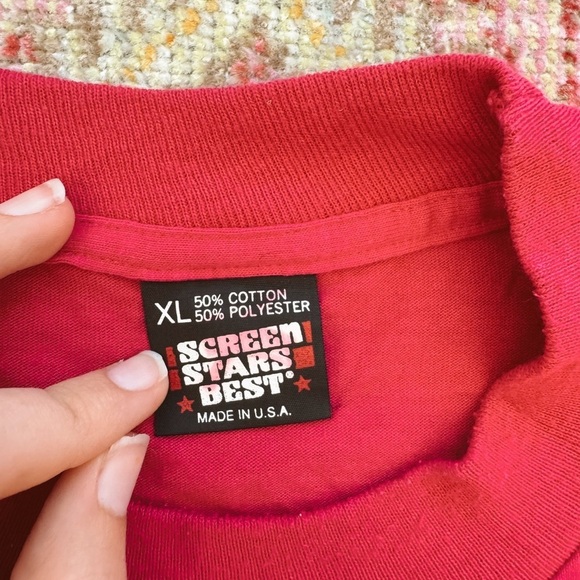 XL 50% COTTON
50% POLYESTER
SCREEN
STARS
BEST®
MADE IN U.S.A.